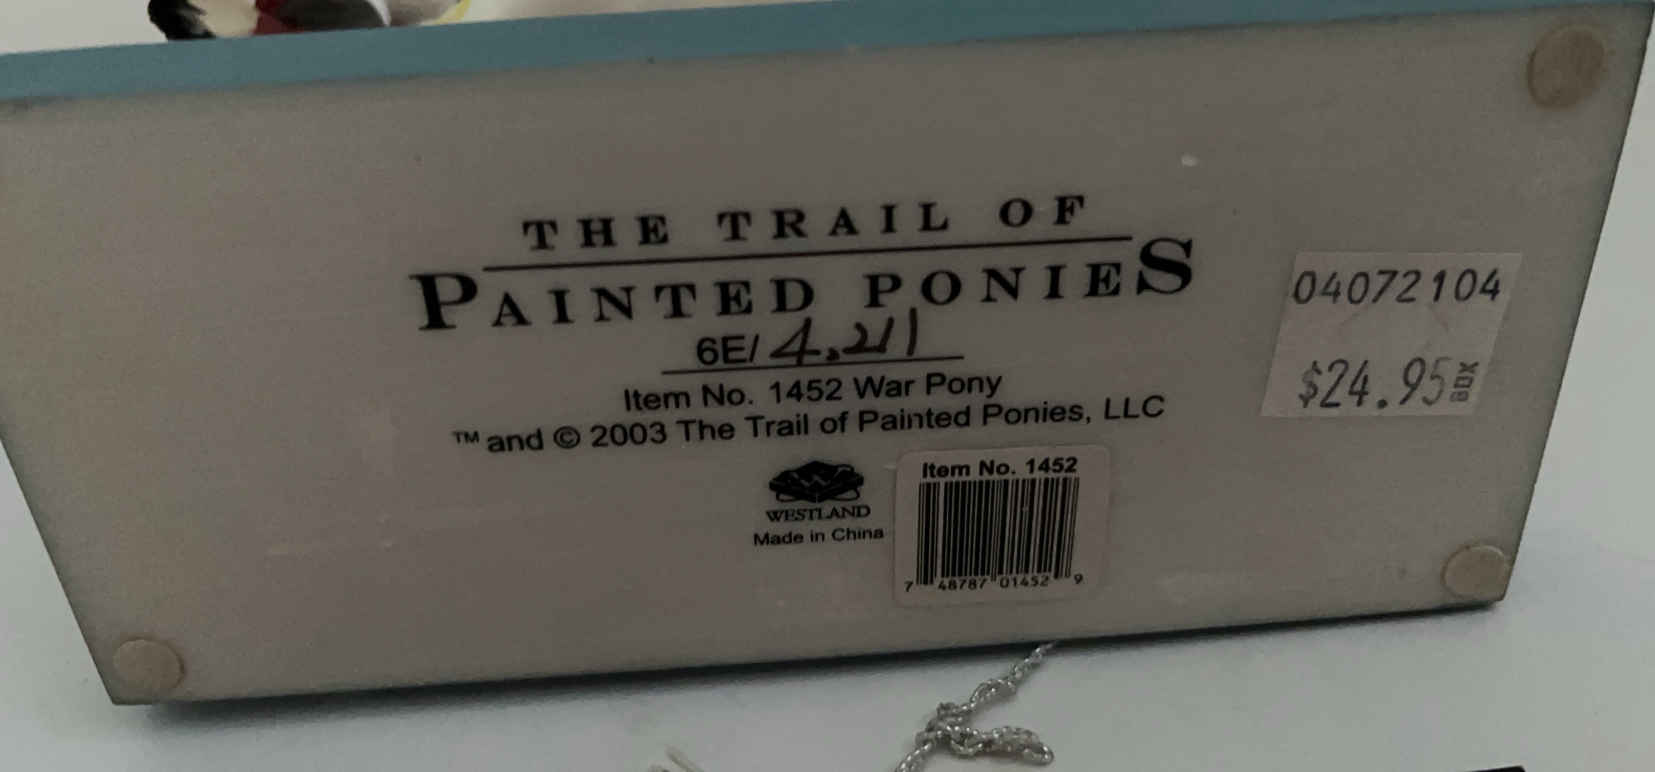 THE TRAIL OF
PAINTED PONIES
6E/4,211
Item No. 1452 War Pony
™ and © 2003 The Trail of Painted Ponies, LLC
04072104
$24.95 BOX
W
WESTLAND
Made in China
Item No. 1452
7 48787 01452 9